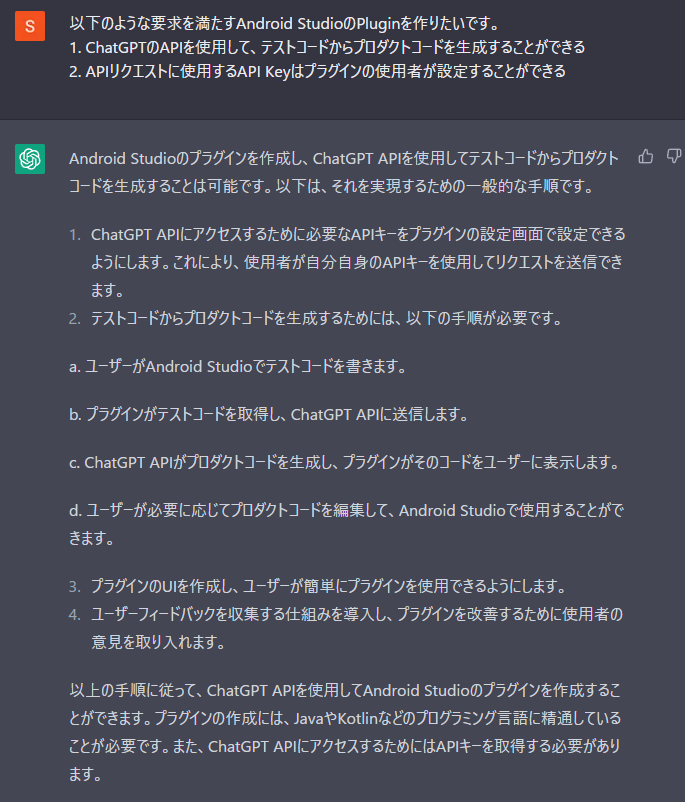 S
以下のような要求を満たすAndroid StudioのPluginを作りたいです。
1. ChatGPTのAPIを使用して、テストコードからプロダクトコードを生成することができる
2. APIリクエストに使用するAPI Keyはプラグインの使用者が設定することができる
Android Studioのプラグインを作成し、ChatGPT APIを使用してテストコードからプロダクト
コードを生成することは可能です。以下は、それを実現するための一般的な手順です。
1. ChatGPT APIにアクセスするために必要なAPIキーをプラグインの設定画面で設定できる
ようにします。これにより、使用者が自分自身のAPIキーを使用してリクエストを送信でき
ます。
2. テストコードからプロダクトコードを生成するためには、以下の手順が必要です。
a. ユーザーがAndroid Studioでテストコードを書きます。
b. プラグインがテストコードを取得し、ChatGPT APIに送信します。
c. ChatGPT APIがプロダクトコードを生成し、プラグインがそのコードをユーザーに表示します。
d. ユーザーが必要に応じてプロダクトコードを編集して、Android Studioで使用することがで
きます。
3. プラグインのUIを作成し、ユーザーが簡単にプラグインを使用できるようにします。
4. ユーザーフィードバックを収集する仕組みを導入し、プラグインを改善するために使用者の
意見を取り入れます。
以上の手順に従って、ChatGPT APIを使用してAndroid Studioのプラグインを作成するこ
とができます。プラグインの作成には、JavaやKotlinなどのプログラミング言語に精通している
ことが必要です。また、ChatGPT APIにアクセスするためにはAPIキーを取得する必要があり
ます。